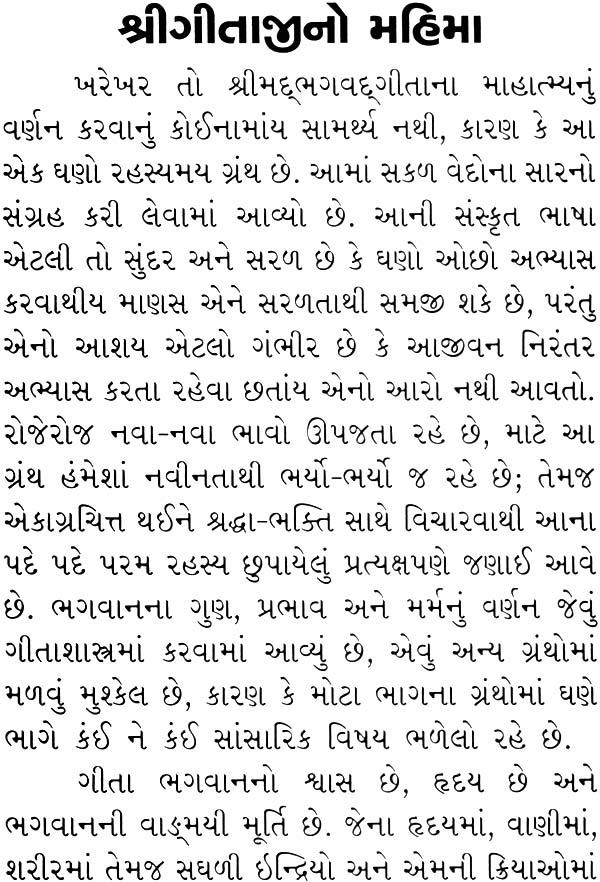 શ્રીગીતાજીનો મહિમા
ખરેખર તો શ્રીમદ્‌ભગવદ્‌ગીતાના માહાત્મ્યનું
વર્ણન કરવાનું કોઈનામાંય સામર્થ્ય નથી, કારણ કે આ
એક ઘણો રહસ્યમય ગ્રંથ છે. આમાં સકળ વેદોના સારનો
સંગ્રહ કરી લેવામાં આવ્યો છે. આની સંસ્કૃત ભાષા
એટલી તો સુંદર અને સરળ છે કે ઘણો ઓછો અભ્યાસ
કરવાથીય માણસ એને સરળતાથી સમજી શકે છે, પરંતુ
એનો આશય એટલો ગંભીર છે કે આજીવન નિરંતર
અભ્યાસ કરતા રહેવા છતાંય એનો આરો નથી આવતો.
રોજેરોજ નવા-નવા ભાવો ઊપજતા રહે છે, માટે આ
ગ્રંથ હંમેશાં નવીનતાથી ભર્યો-ભર્યો જ રહે છે; તેમજ
એકાગ્રચિત્ત થઈને શ્રદ્ધા-ભક્તિ સાથે વિચારવાથી આના
પદે પદે પરમ રહસ્ય છુપાયેલું પ્રત્યક્ષપણે જણાઈ આવે
છે. ભગવાનના ગુણ, પ્રભાવ અને મર્મનું વર્ણન જેવું
ગીતાશાસ્ત્રમાં કરવામાં આવ્યું છે, એવું અન્ય ગ્રંથોમાં
મળવું મુશ્કેલ છે, કારણ કે મોટા ભાગના ગ્રંથોમાં ઘણે
ભાગે કંઈ ને કંઈ સાંસારિક વિષય ભળેલો રહે છે.
ગીતા ભગવાનનો શ્વાસ છે, હૃદય છે અને
ભગવાનની વાઙ્‌મયી મૂર્તિ છે. જેના હૃદયમાં, વાણીમાં,
શરીરમાં તેમજ સઘળી ઇન્દ્રિયો અને એમની ક્રિયાઓમાં